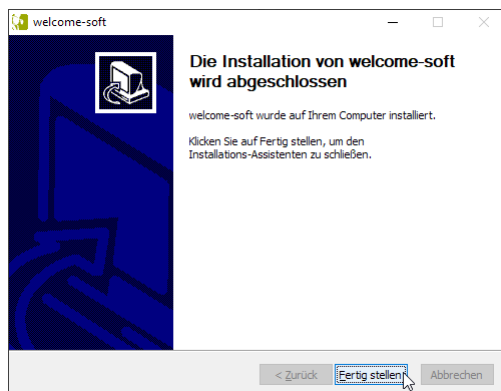 welcome-soft
Die Installation von welcome-soft
wird abgeschlossen
welcome-soft wurde auf Ihrem Computer installiert.
Klicken Sie auf Fertig stellen, um den
Installations-Assistenten zu schließen.
< Zurück Fertig stellen Abbrechen